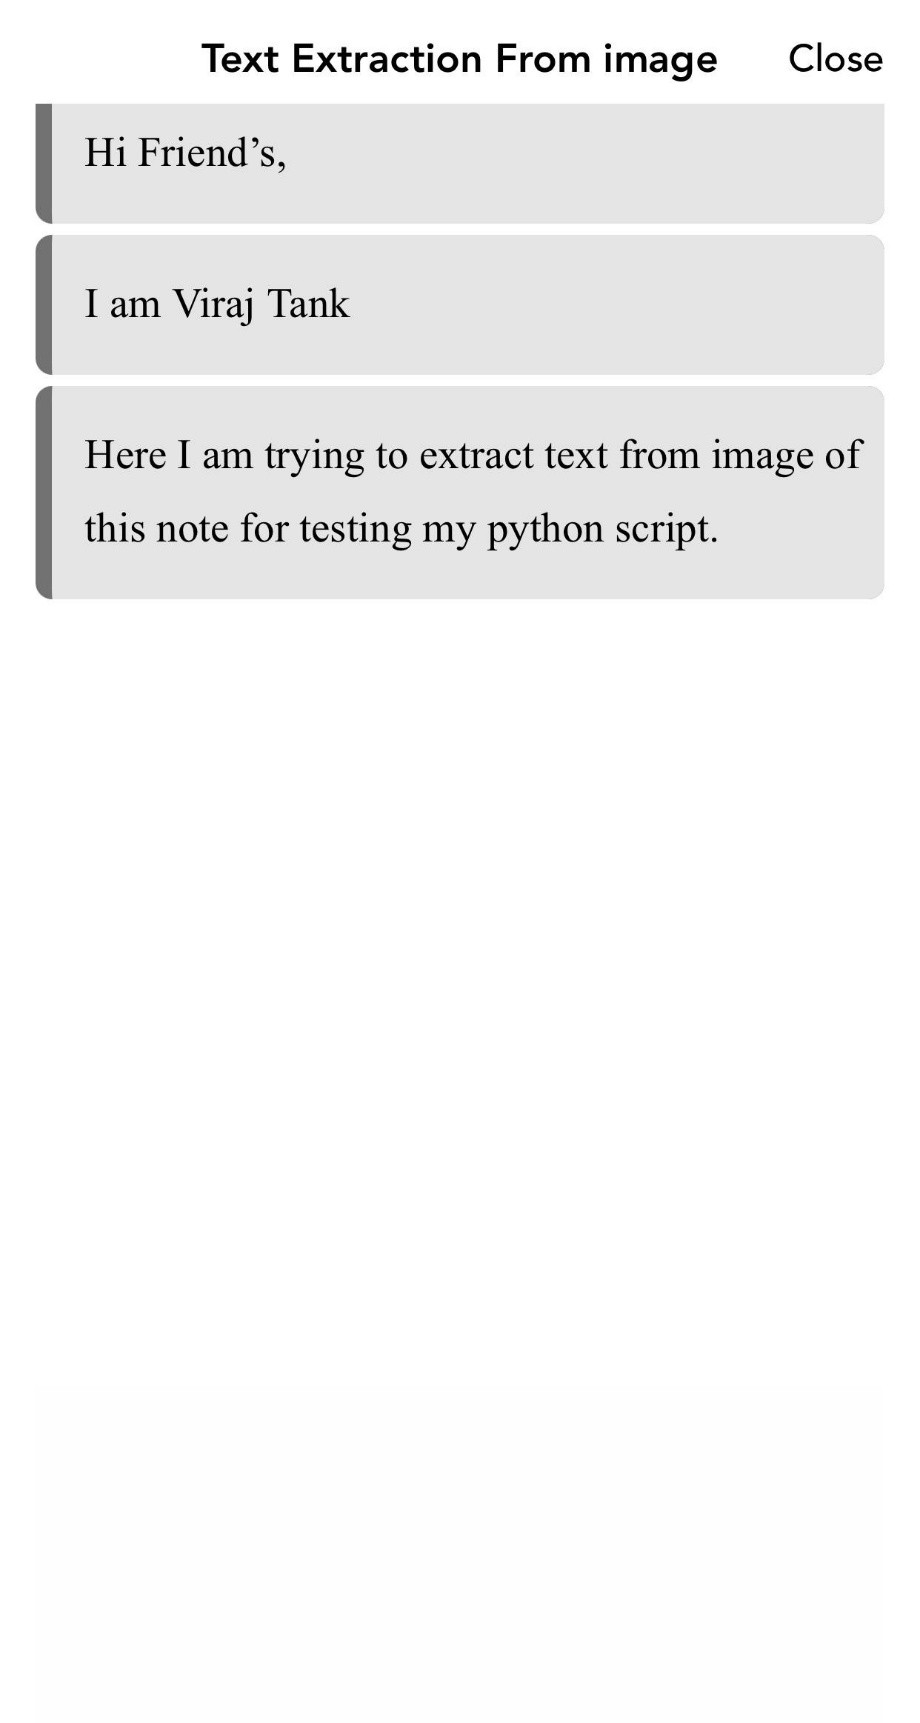 Text Extraction From image Close
Hi Friend’s,
I am Viraj Tank
Here I am trying to extract text from image of
this note for testing my python script.